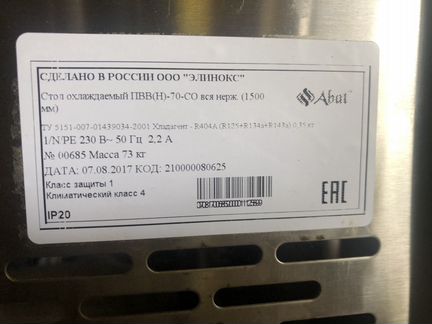 СДЕЛАНО В РОССИИ ООО "ЭЛИНОКС"
Стол охлаждаемый ПВВ(Н)-70-СО вся нерж. (1500
мм)
Abat
ТУ 5151-007-01439034-2001 Хладагент - R404A (R125+R134a+R143a) 0,35 кг
1/N/PE 230 В~ 50 Гц 2,2 А
№ 00685 Масса 73 кг
ДАТА: 07.08.2017 КОД: 210000080625
Класс защиты 1
Климатический класс 4
EAC
IP20